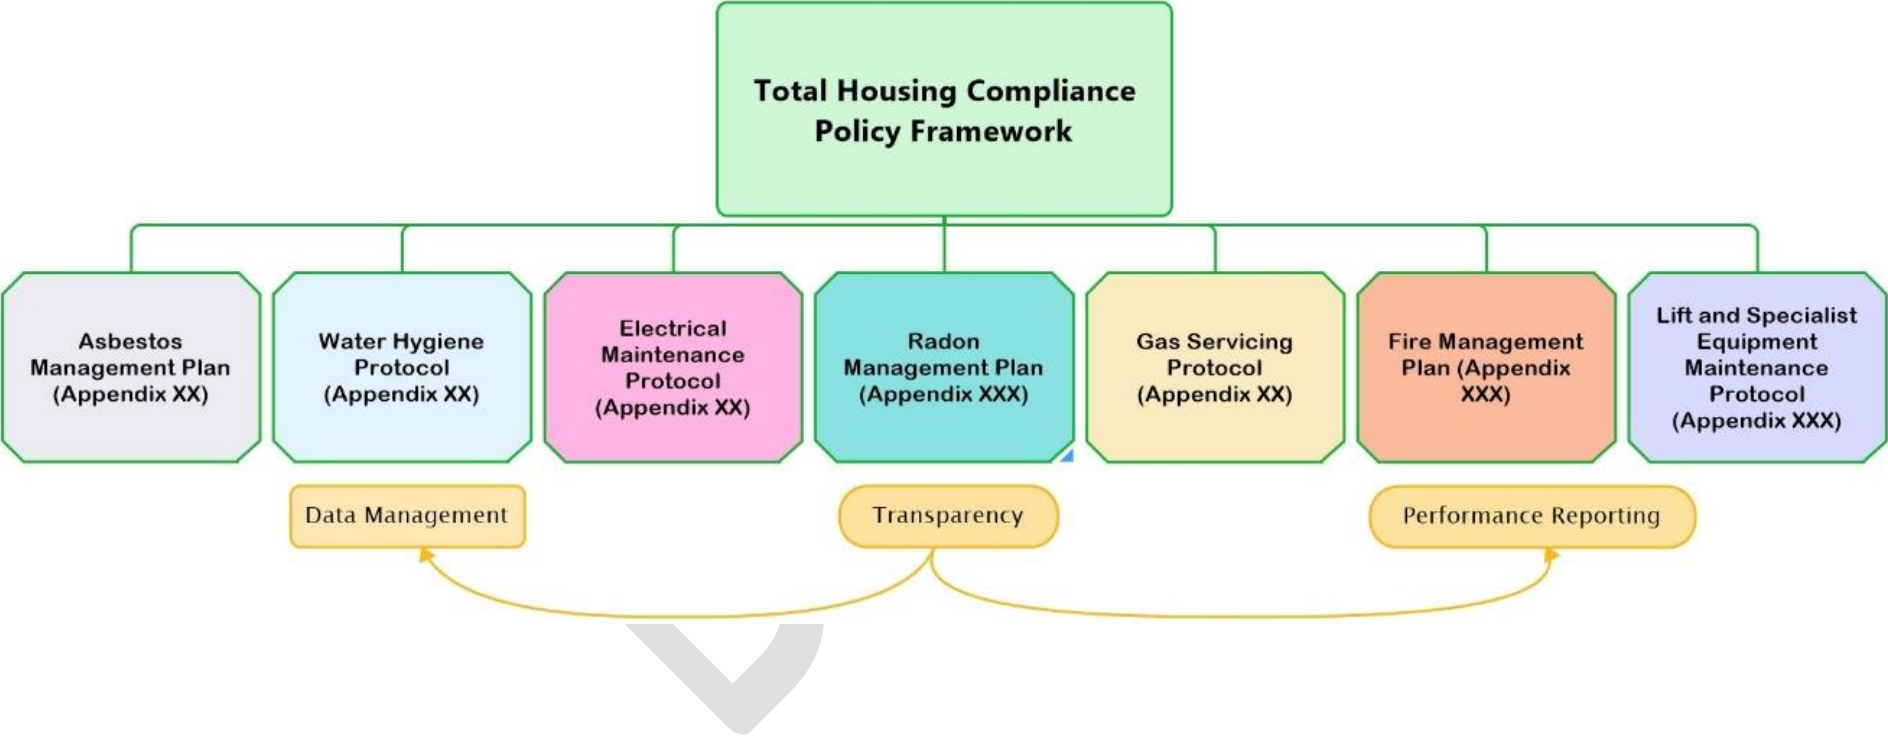 Total Housing Compliance
Policy Framework
Asbestos
Management Plan
(Appendix XX)
Water Hygiene
Protocol
(Appendix XX)
Electrical
Maintenance
Protocol
(Appendix XX)
Radon
Management Plan
(Appendix XXX)
Gas Servicing
Protocol
(Appendix XX)
Fire Management
Plan (Appendix
XXX)
Lift and Specialist
Equipment
Maintenance
Protocol
(Appendix XXX)
Data Management
Transparency
Performance Reporting